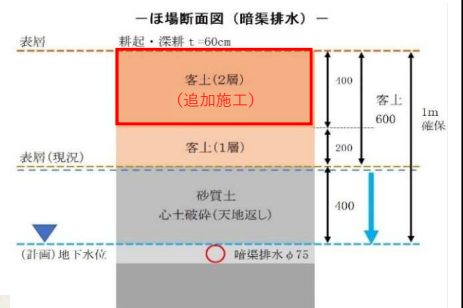 －ほ場断面図（暗渠排水）－
表層
耕起・深耕 t =60cm
客上(2層)
(追加施工)
400
客上
600
1m
確保
客上(1層)
200
表層(現況)
砂質土
心土破砕(天地返し)
400
(計画)地下水位
暗渠排水φ75